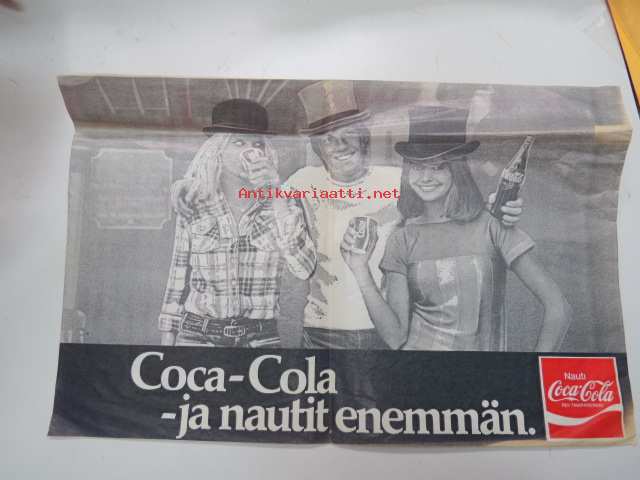 Antikvariaatti.net
Coca-Cola
-ja nautit enemmän.
Nauti
Coca-Cola